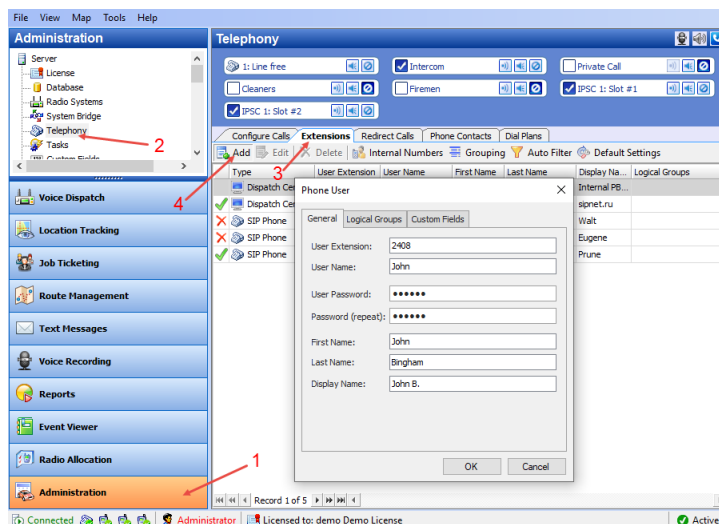 File View Map Tools Help
Administration
Server
License
Database
Radio Systems
System Bridge
Telephony
Tasks
Custom Fields
2
Voice Dispatch
Location Tracking
Job Ticketing
Route Management
Text Messages
Voice Recording
Reports
Event Viewer
Radio Allocation
Administration
1
Telephony
1: Line free
Intercom
Private Call
Cleaners
Firemen
IPSC 1: Slot #1
IPSC 1: Slot #2
Configure Calls Extensions Redirect Calls Phone Contacts Dial Plans
Add Edit Delete Internal Numbers Grouping Auto Filter Default Settings
4
3
Type User Extension User Name First Name Last Name Display Na... Logical Groups
Dispatch Cen Internal PB...
Dispatch Cen sipnet.ru
SIP Phone Walt
SIP Phone Eugene
SIP Phone Prune
Phone User
General Logical Groups Custom Fields
User Extension: 2408
User Name: John
User Password: ●●●●●●
Password (repeat): ●●●●●●
First Name: John
Last Name: Bingham
Display Name: John B.
OK Cancel
Record 1 of 5
Connected Administrator Licensed to: demo Demo License Active